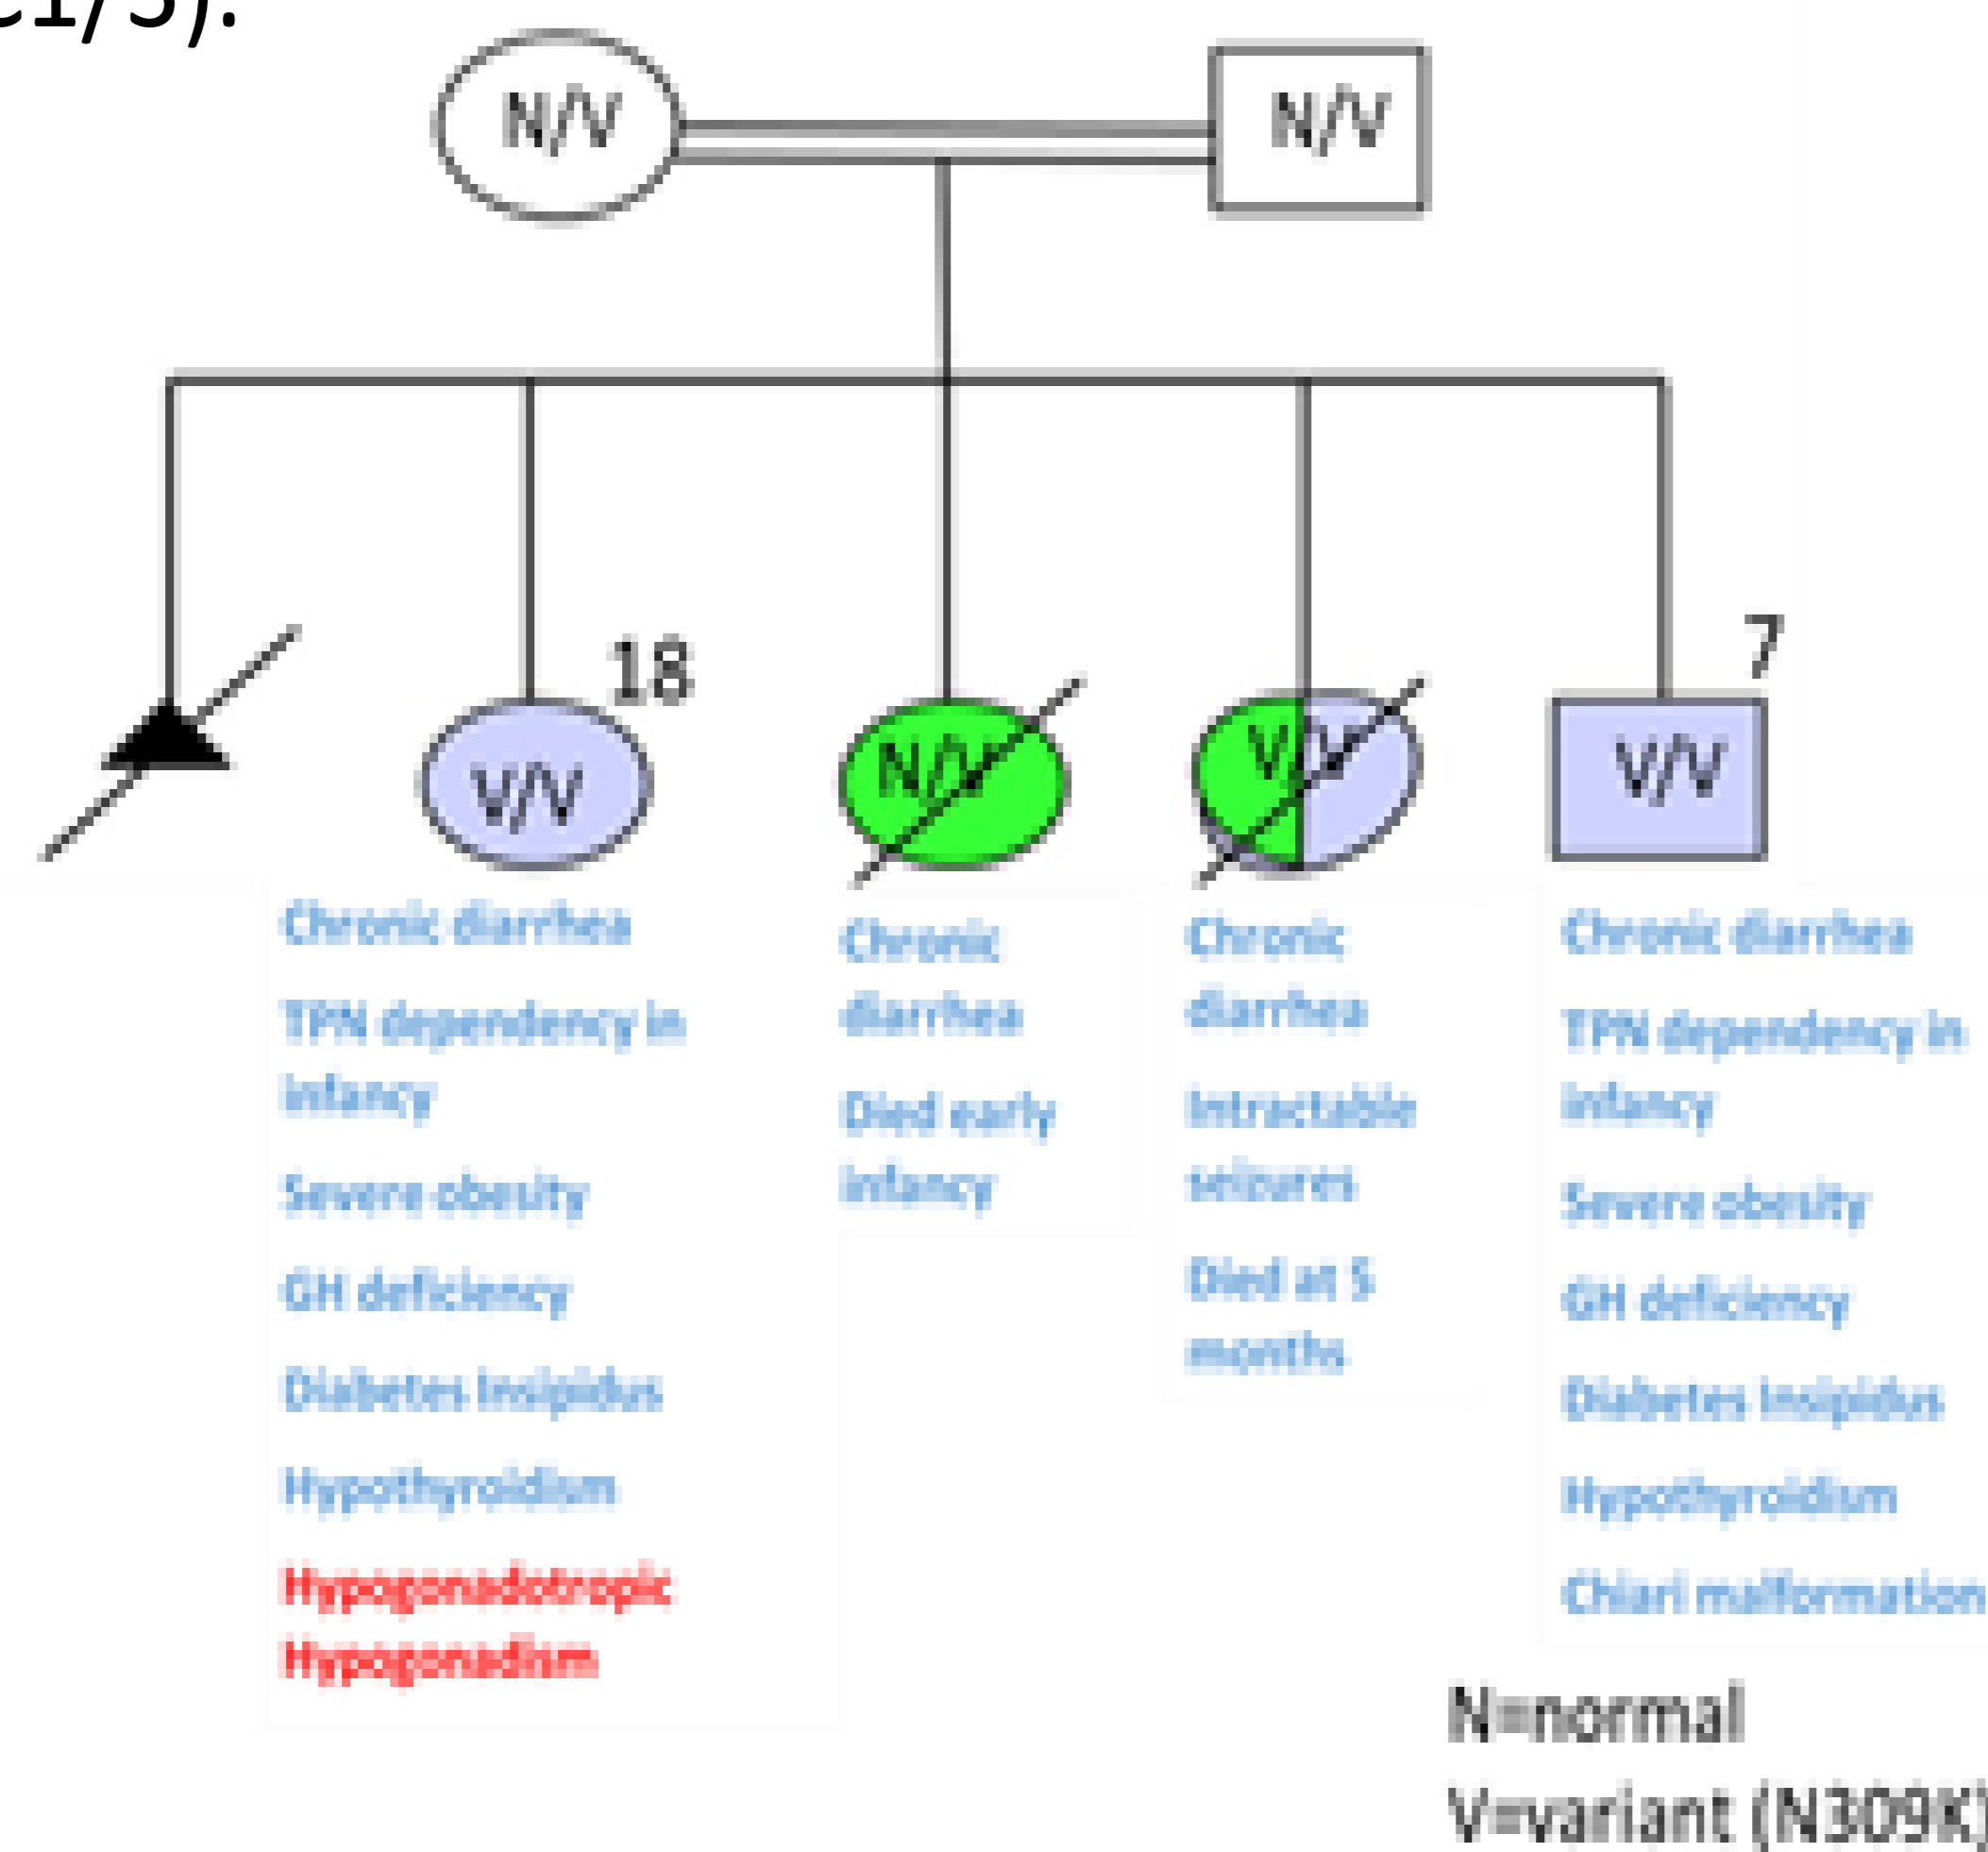 N/V
N/V
18
7
V/V
N/V
V/V
V/V
Chronic diarrhea
TPN dependency in
infancy
Severe obesity
GH deficiency
Diabetes Insipidus
Hypothyroidism
Hypogonadotropic
Hypogonadism
Chronic
diarrhea
Died early
infancy
Chronic
diarrhea
Intractable
seizures
Died at 5
months
Chronic diarrhea
TPN dependency in
infancy
Severe obesity
GH deficiency
Diabetes Insipidus
Hypothyroidism
Chiari malformation
N=normal
V=variant (N309K)